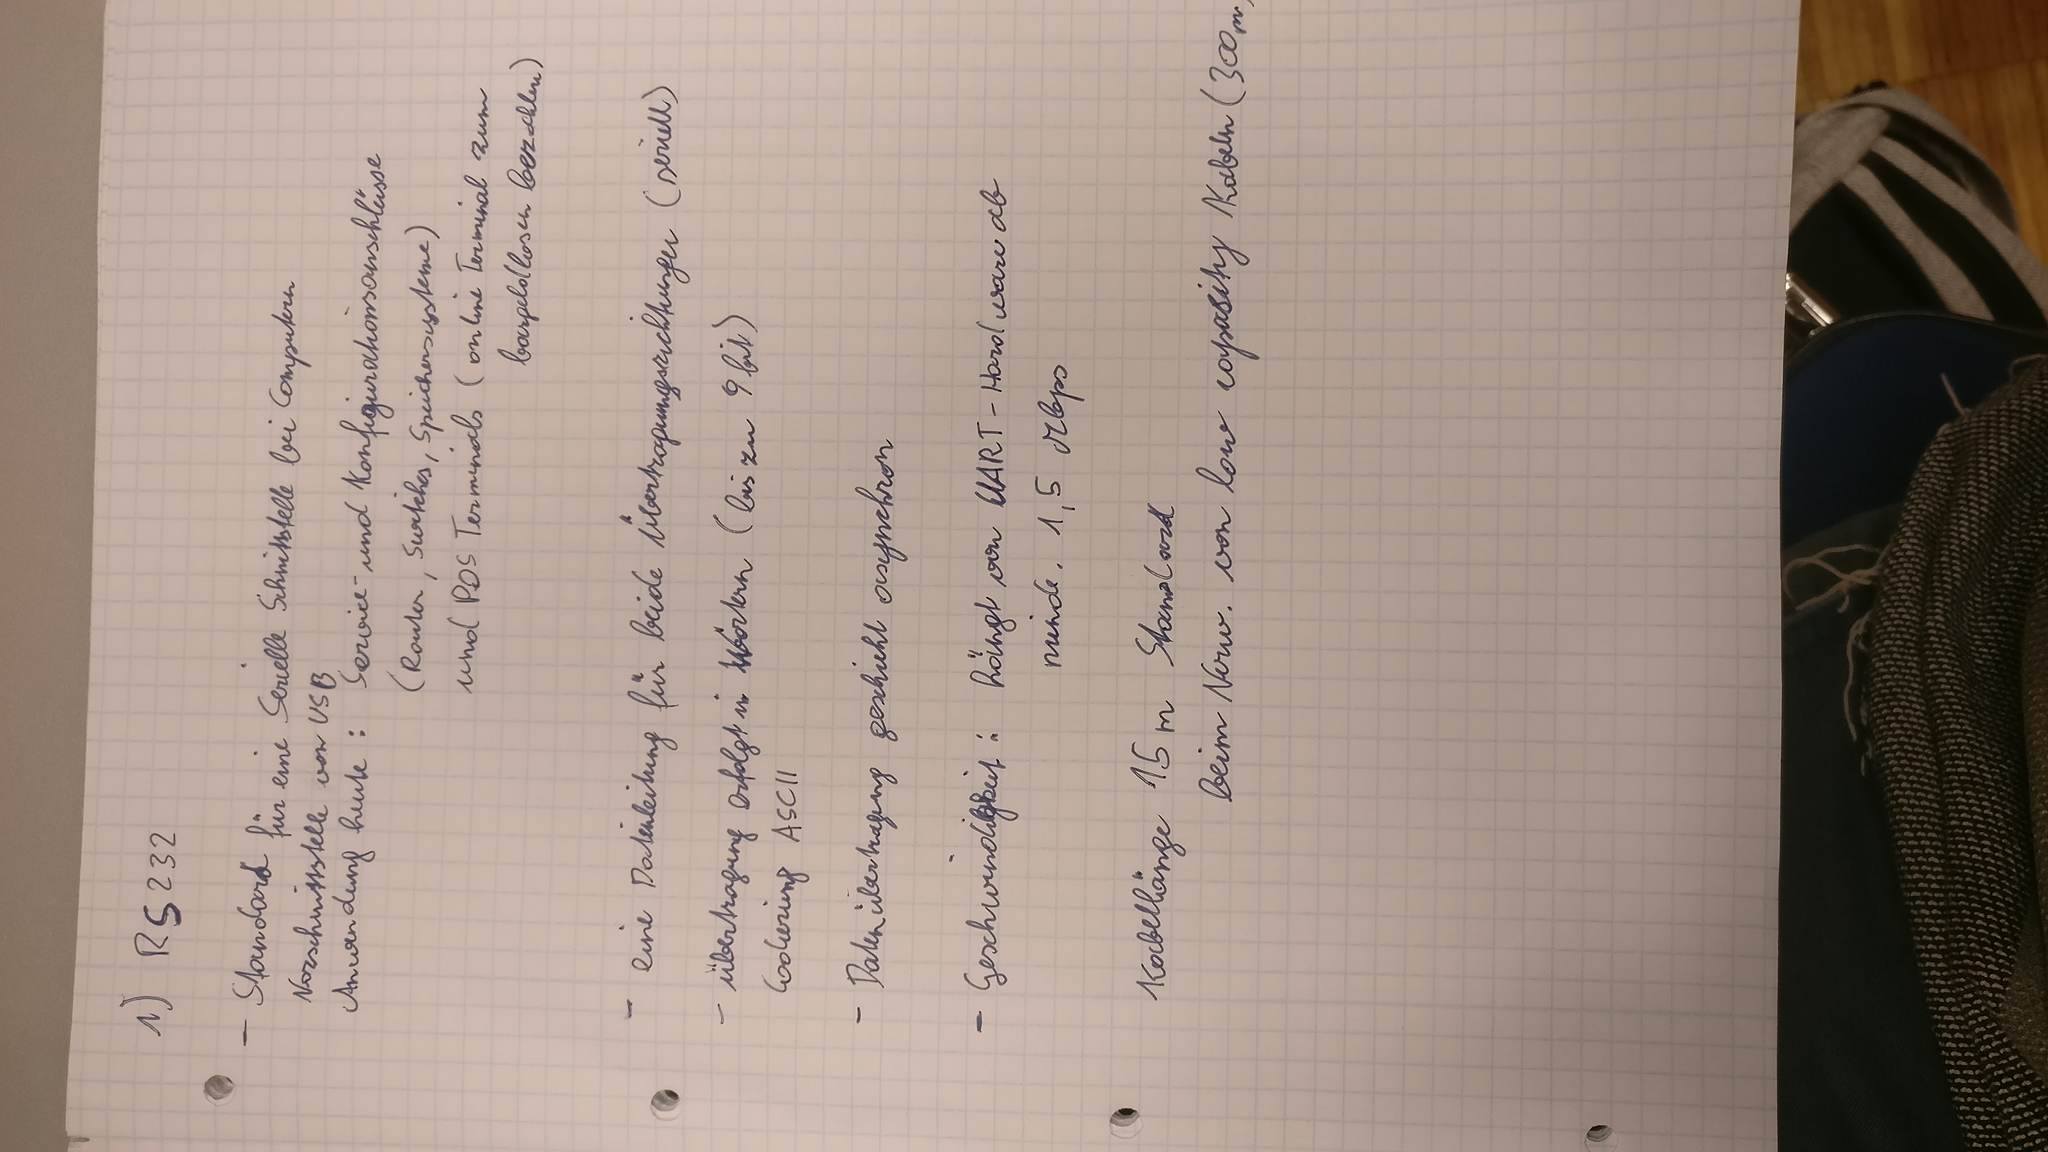 1) RS232
- Standard für eine Serielle Schnittstelle bei Computern
Vorschnittstelle von USB
Anwendung heute: Service- und Konfigurationsanschlüsse
(Router, Switches, Speichersysteme)
und POS Terminals (online Terminal zum
bargeldlosen bezahlen)
- eine Datenleitung für beide Übertragungsrichtungen (seriell)
- übertragung erfolgt in Wörtern (bis zu 9 bit)
Codierung ASCII
- Datenübertragung geschieht asynchron
- Geschwindigkeit: hängt von UART-Hardware ab
minde. 1,5 Mbps
Kabellänge 15m Standard
beim Verw. von low capasity Kabeln (300m)